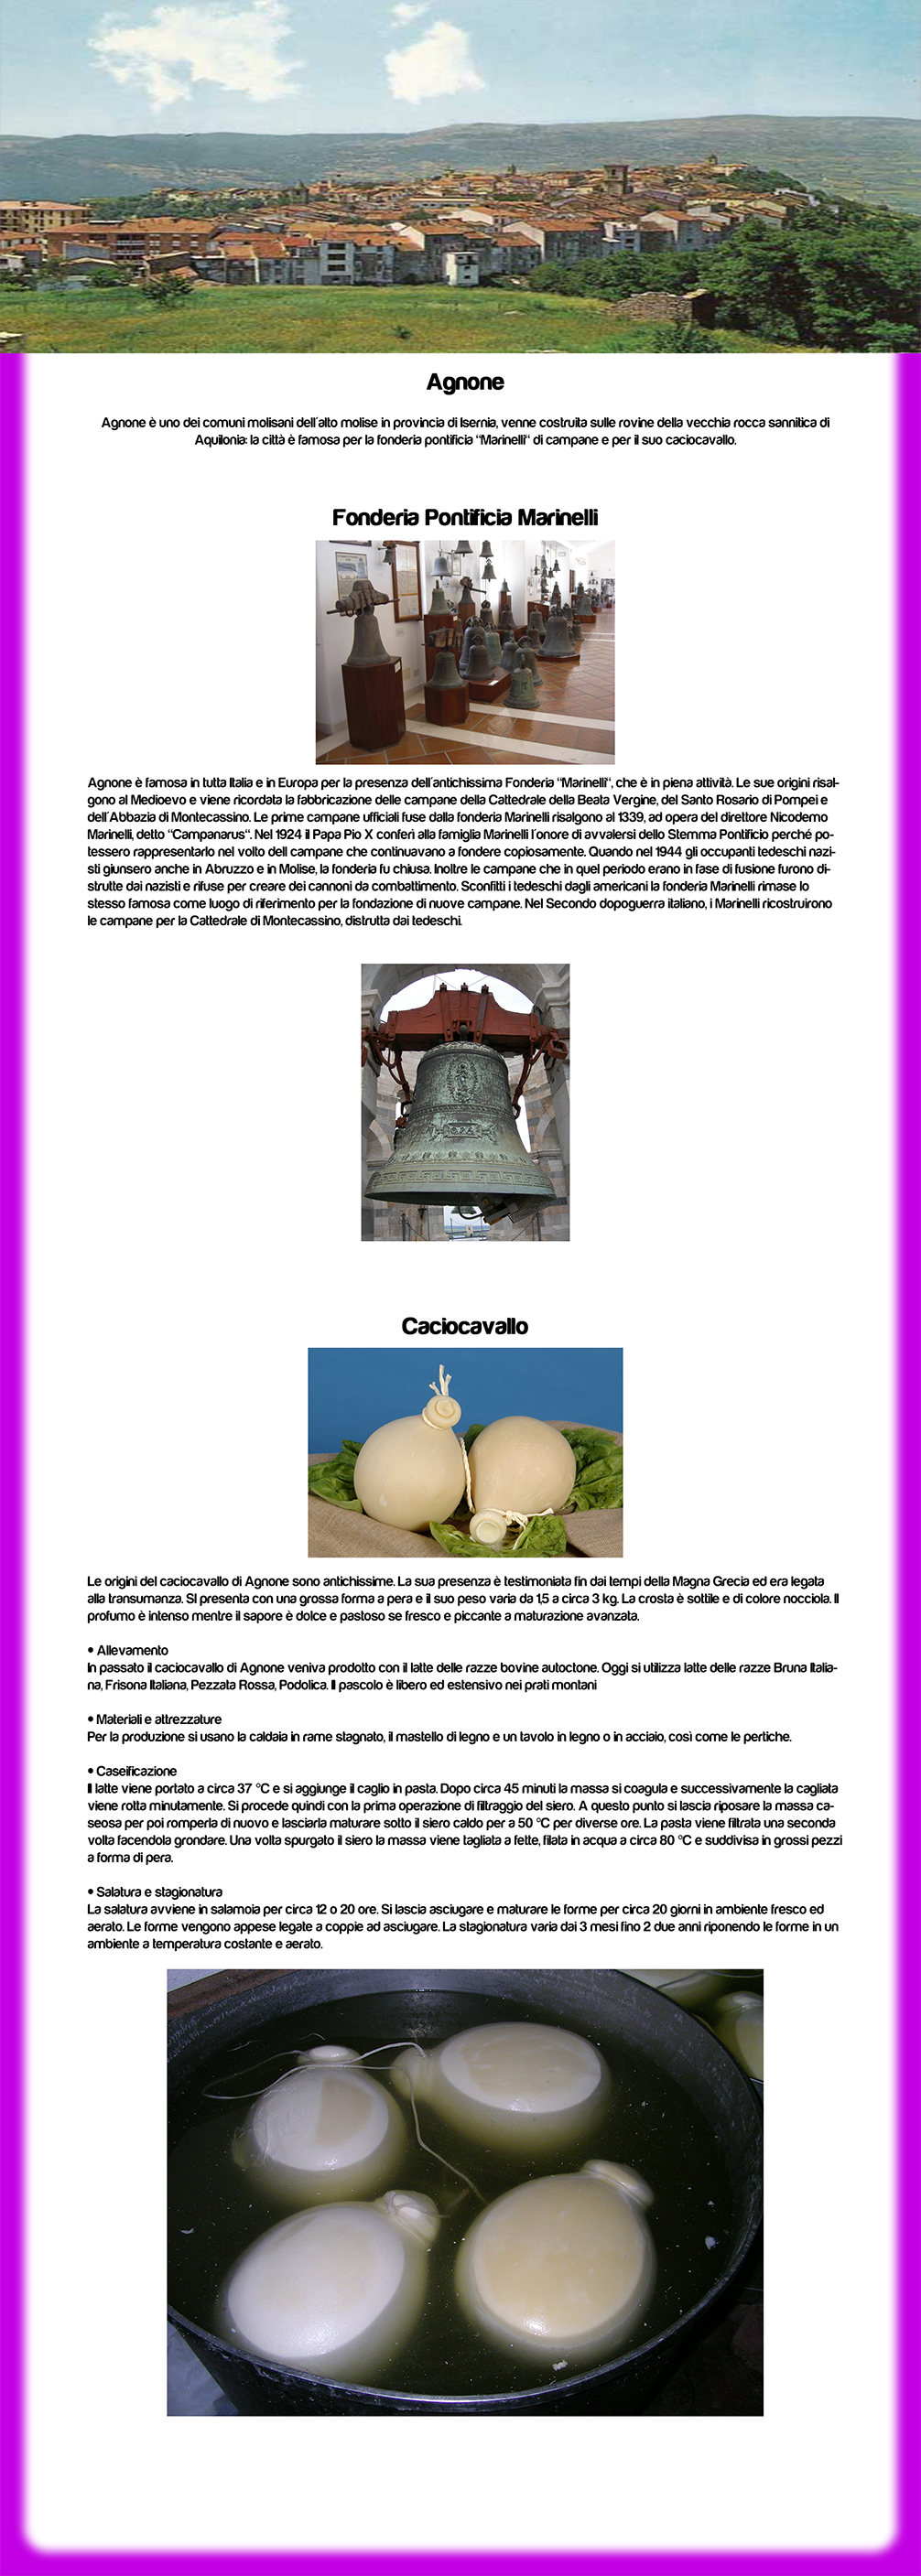 Agnone
Agnone è uno dei comuni molisani dell'alto molise in provincia di Isernia, venne costruita sulle rovine della vecchia rocca sannitica di
Aquilonia: la città è famosa per la fonderia pontificia "Marinelli" di campane e per il suo caciocavallo.
Fonderia Pontificia Marinelli
Agnone è famosa in tutta Italia e in Europa per la presenza dell'antichissima Fonderia "Marinelli", che è in piena attività. Le sue origini risal-
gono al Medioevo e viene ricordata la fabbricazione delle campane della Cattedrale della Beata Vergine, del Santo Rosario di Pompei e
dell'Abbazia di Montecassino. Le prime campane ufficiali fuse dalla fonderia Marinelli risalgono al 1339, ad opera del direttore Nicodemo
Marinelli, detto "Campanarus". Nel 1924 il Papa Pio X conferì alla famiglia Marinelli l'onore di avvalersi dello Stemma Pontificio perché po-
tessero rappresentarlo nel volto dell campane che continuavano a fondere copiosamente. Quando nel 1944 gli occupanti tedeschi nazi-
sti giunsero anche in Abruzzo e in Molise, la fonderia fu chiusa. Inoltre le campane che in quel periodo erano in fase di fusione furono di-
strutte dai nazisti e rifuse per creare dei cannoni da combattimento. Sconfitti i tedeschi dagli americani la fonderia Marinelli rimase lo
stesso famosa come luogo di riferimento per la fondazione di nuove campane. Nel Secondo dopoguerra italiano, i Marinelli ricostruirono
le campane per la Cattedrale di Montecassino, distrutta dai tedeschi.
Caciocavallo
Le origini del caciocavallo di Agnone sono antichissime. La sua presenza è testimoniata fin dai tempi della Magna Grecia ed era legata
alla transumanza. SI presenta con una grossa forma a pera e il suo peso varia da 1,5 a circa 3 kg. La crosta è sottile e di colore nocciola. Il
profumo è intenso mentre il sapore è dolce e pastoso se fresco e piccante a maturazione avanzata.
• Allevamento
In passato il caciocavallo di Agnone veniva prodotto con il latte delle razze bovine autoctone. Oggi si utilizza latte delle razze Bruna Italia-
na, Frisona Italiana, Pezzata Rossa, Podolica. Il pascolo è libero ed estensivo nei prati montani
• Materiali e attrezzature
Per la produzione si usano la caldaia in rame stagnato, il mastello di legno e un tavolo in legno o in acciaio, così come le pertiche.
• Caseificazione
Il latte viene portato a circa 37 °C e si aggiunge il caglio in pasta. Dopo circa 45 minuti la massa si coagula e successivamente la cagliata
viene rotta minutamente. Si procede quindi con la prima operazione di filtraggio del siero. A questo punto si lascia riposare la massa ca-
seosa per poi romperla di nuovo e lasciarla maturare sotto il siero caldo per a 50 °C per diverse ore. La pasta viene filtrata una seconda
volta facendola grondare. Una volta spurgato il siero la massa viene tagliata a fette, filata in acqua a circa 80 °C e suddivisa in grossi pezzi
a forma di pera.
• Salatura e stagionatura
La salatura avviene in salamoia per circa 12 o 20 ore. Si lascia asciugare e maturare le forme per circa 20 giorni in ambiente fresco ed
aerato. Le forme vengono appese legate a coppie ad asciugare. La stagionatura varia dai 3 mesi fino 2 due anni riponendo le forme in un
ambiente a temperatura costante e aerato.